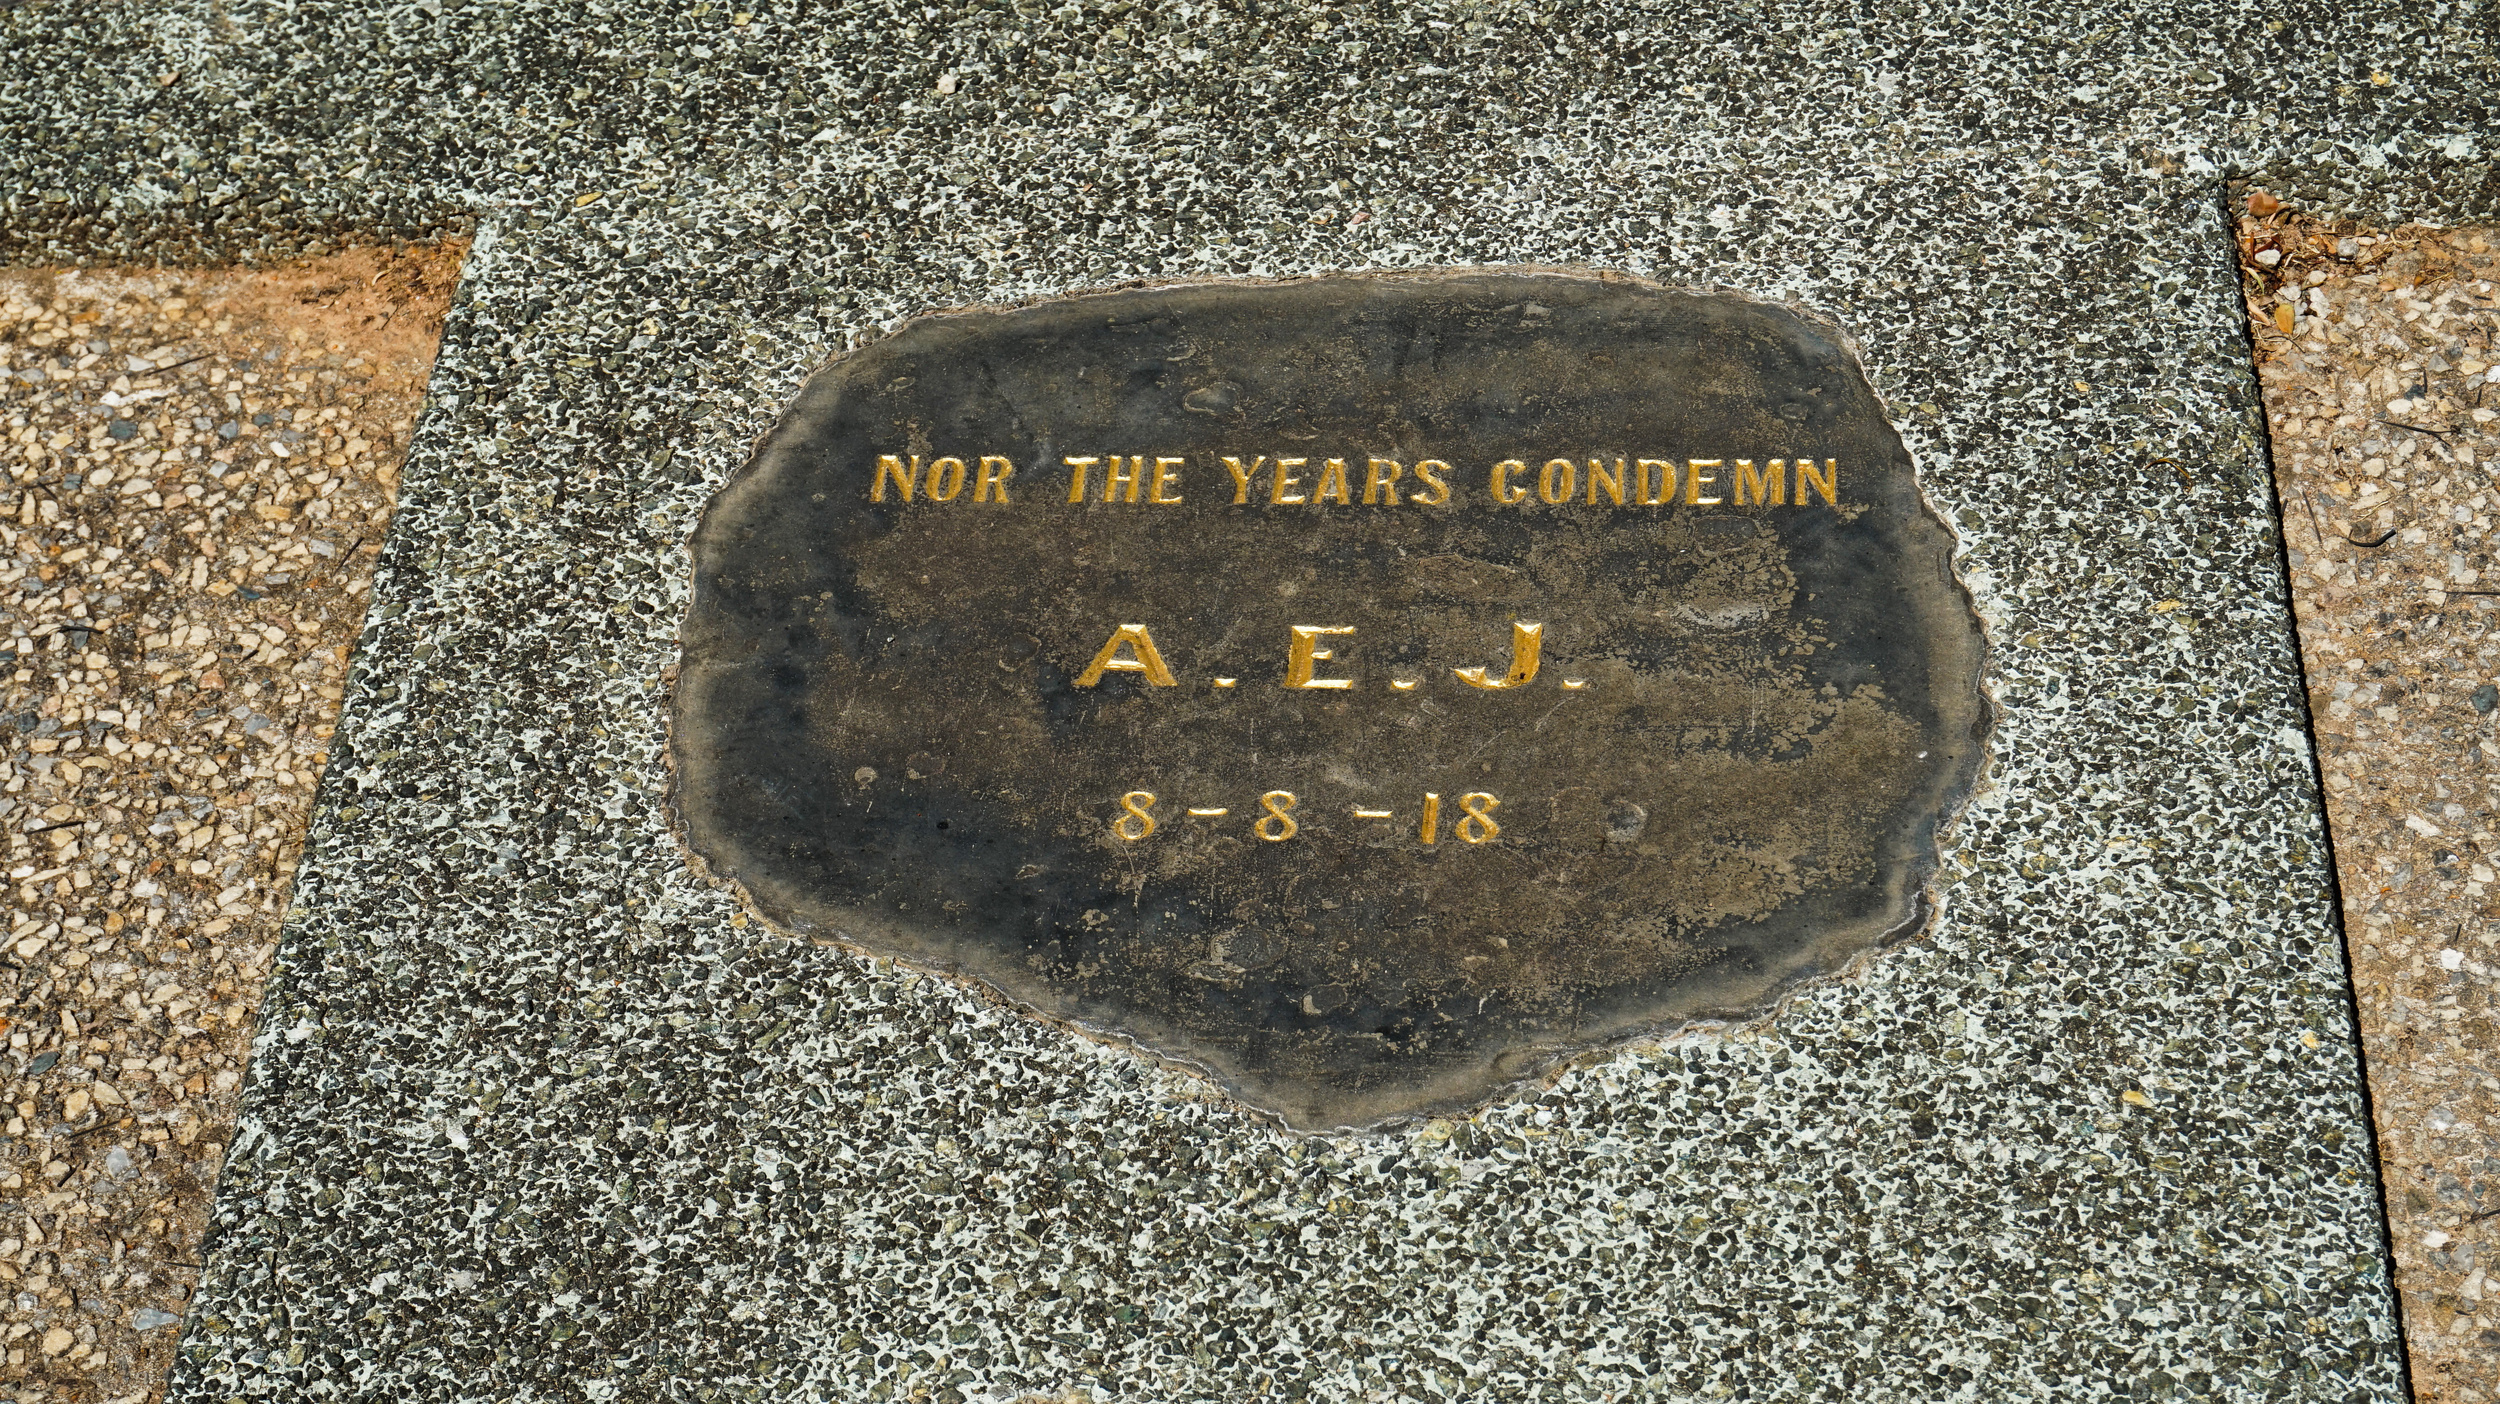 NOR THE YEARS CONDEMN
A.E.J.
8-8-18